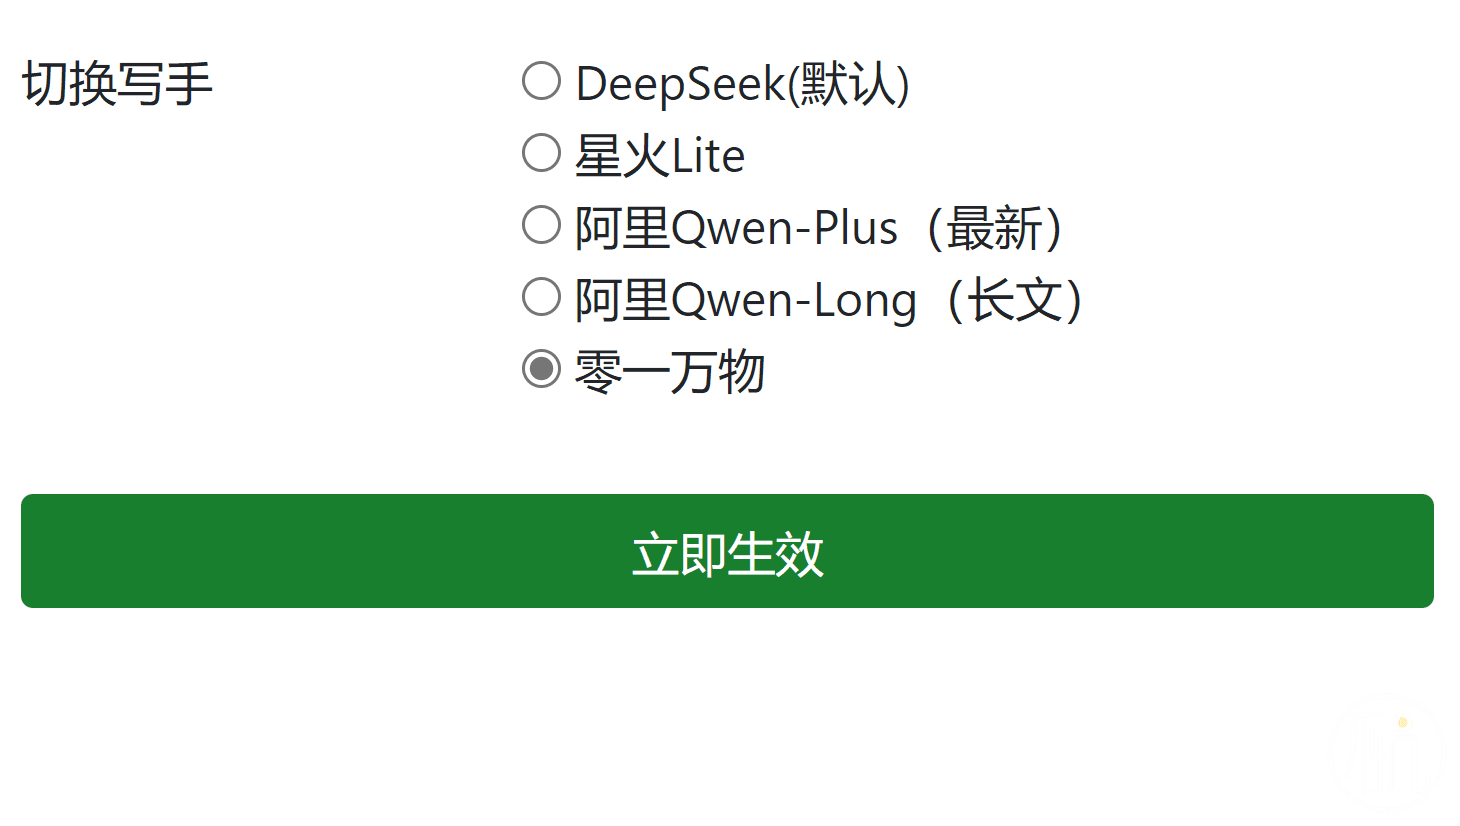 切换写手
DeepSeek(默认)
星火Lite
阿里Qwen-Plus（最新）
阿里Qwen-Long（长文）
零一万物
立即生效